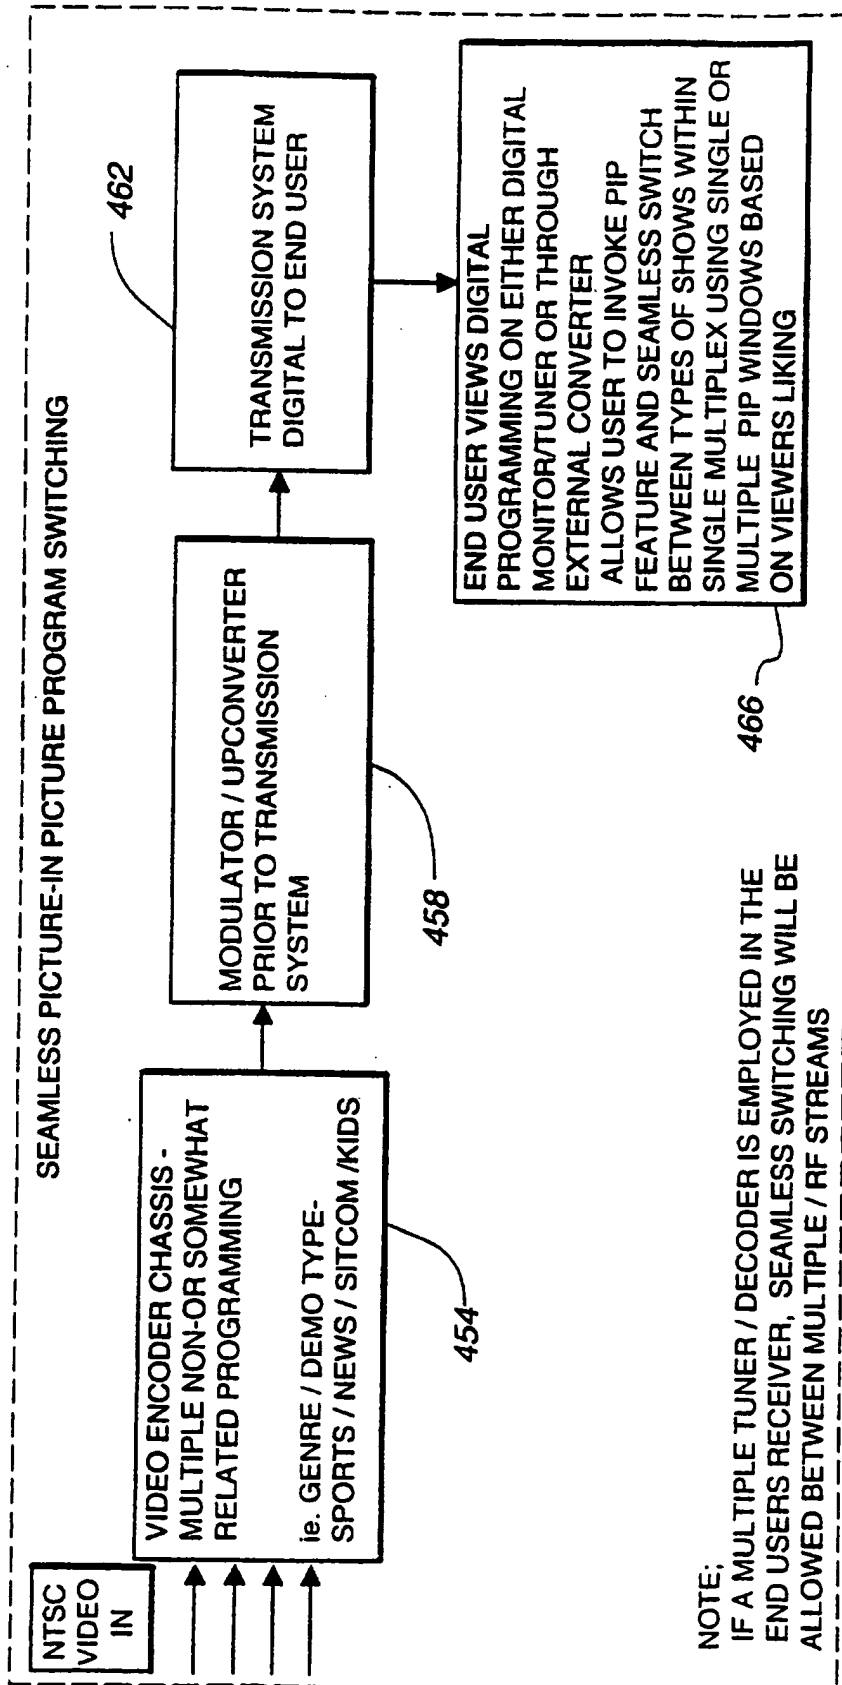 SEAMLESS PICTURE-IN PICTURE PROGRAM SWITCHING
NTSC
VIDEO
IN
VIDEO ENCODER CHASSIS -
MULTIPLE NON-OR SOMEWHAT
RELATED PROGRAMMING
ie. GENRE / DEMO TYPE-
SPORTS / NEWS / SITCOM /KIDS
454
MODULATOR / UPCONVERTER
PRIOR TO TRANSMISSION
SYSTEM
458
TRANSMISSION SYSTEM
DIGITAL TO END USER
462
END USER VIEWS DIGITAL
PROGRAMMING ON EITHER DIGITAL
MONITOR/TUNER OR THROUGH
EXTERNAL CONVERTER
ALLOWS USER TO INVOKE PIP
FEATURE AND SEAMLESS SWITCH
BETWEEN TYPES OF SHOWS WITHIN
SINGLE MULTIPLEX USING SINGLE OR
MULTIPLE PIP WINDOWS BASED
ON VIEWERS LIKING
466
NOTE;
IF A MULTIPLE TUNER / DECODER IS EMPLOYED IN THE
END USERS RECEIVER, SEAMLESS SWITCHING WILL BE
ALLOWED BETWEEN MULTIPLE / RF STREAMS